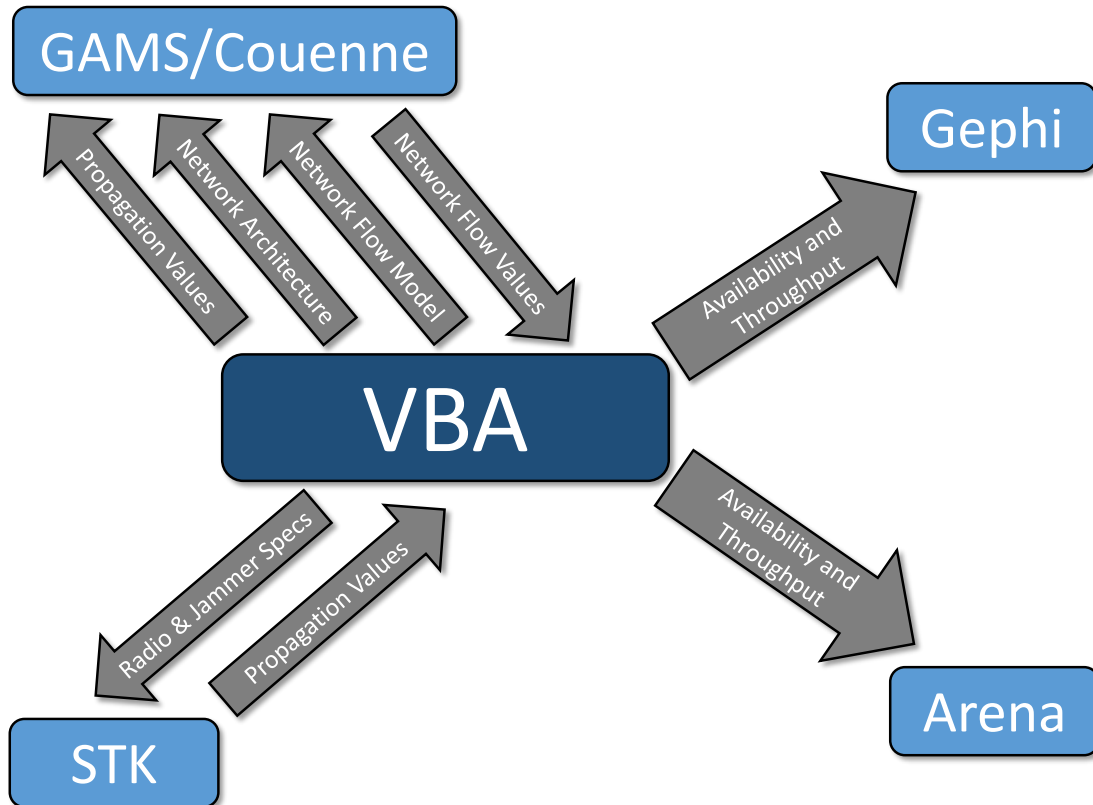 GAMS/Couenne
Gephi
Propagation Values
Network Architecture
Network Flow Model
Network Flow Values
Availability and
Throughput
VBA
Radio & Jammer Specs
Propagation Values
Availability and
Throughput
STK
Arena